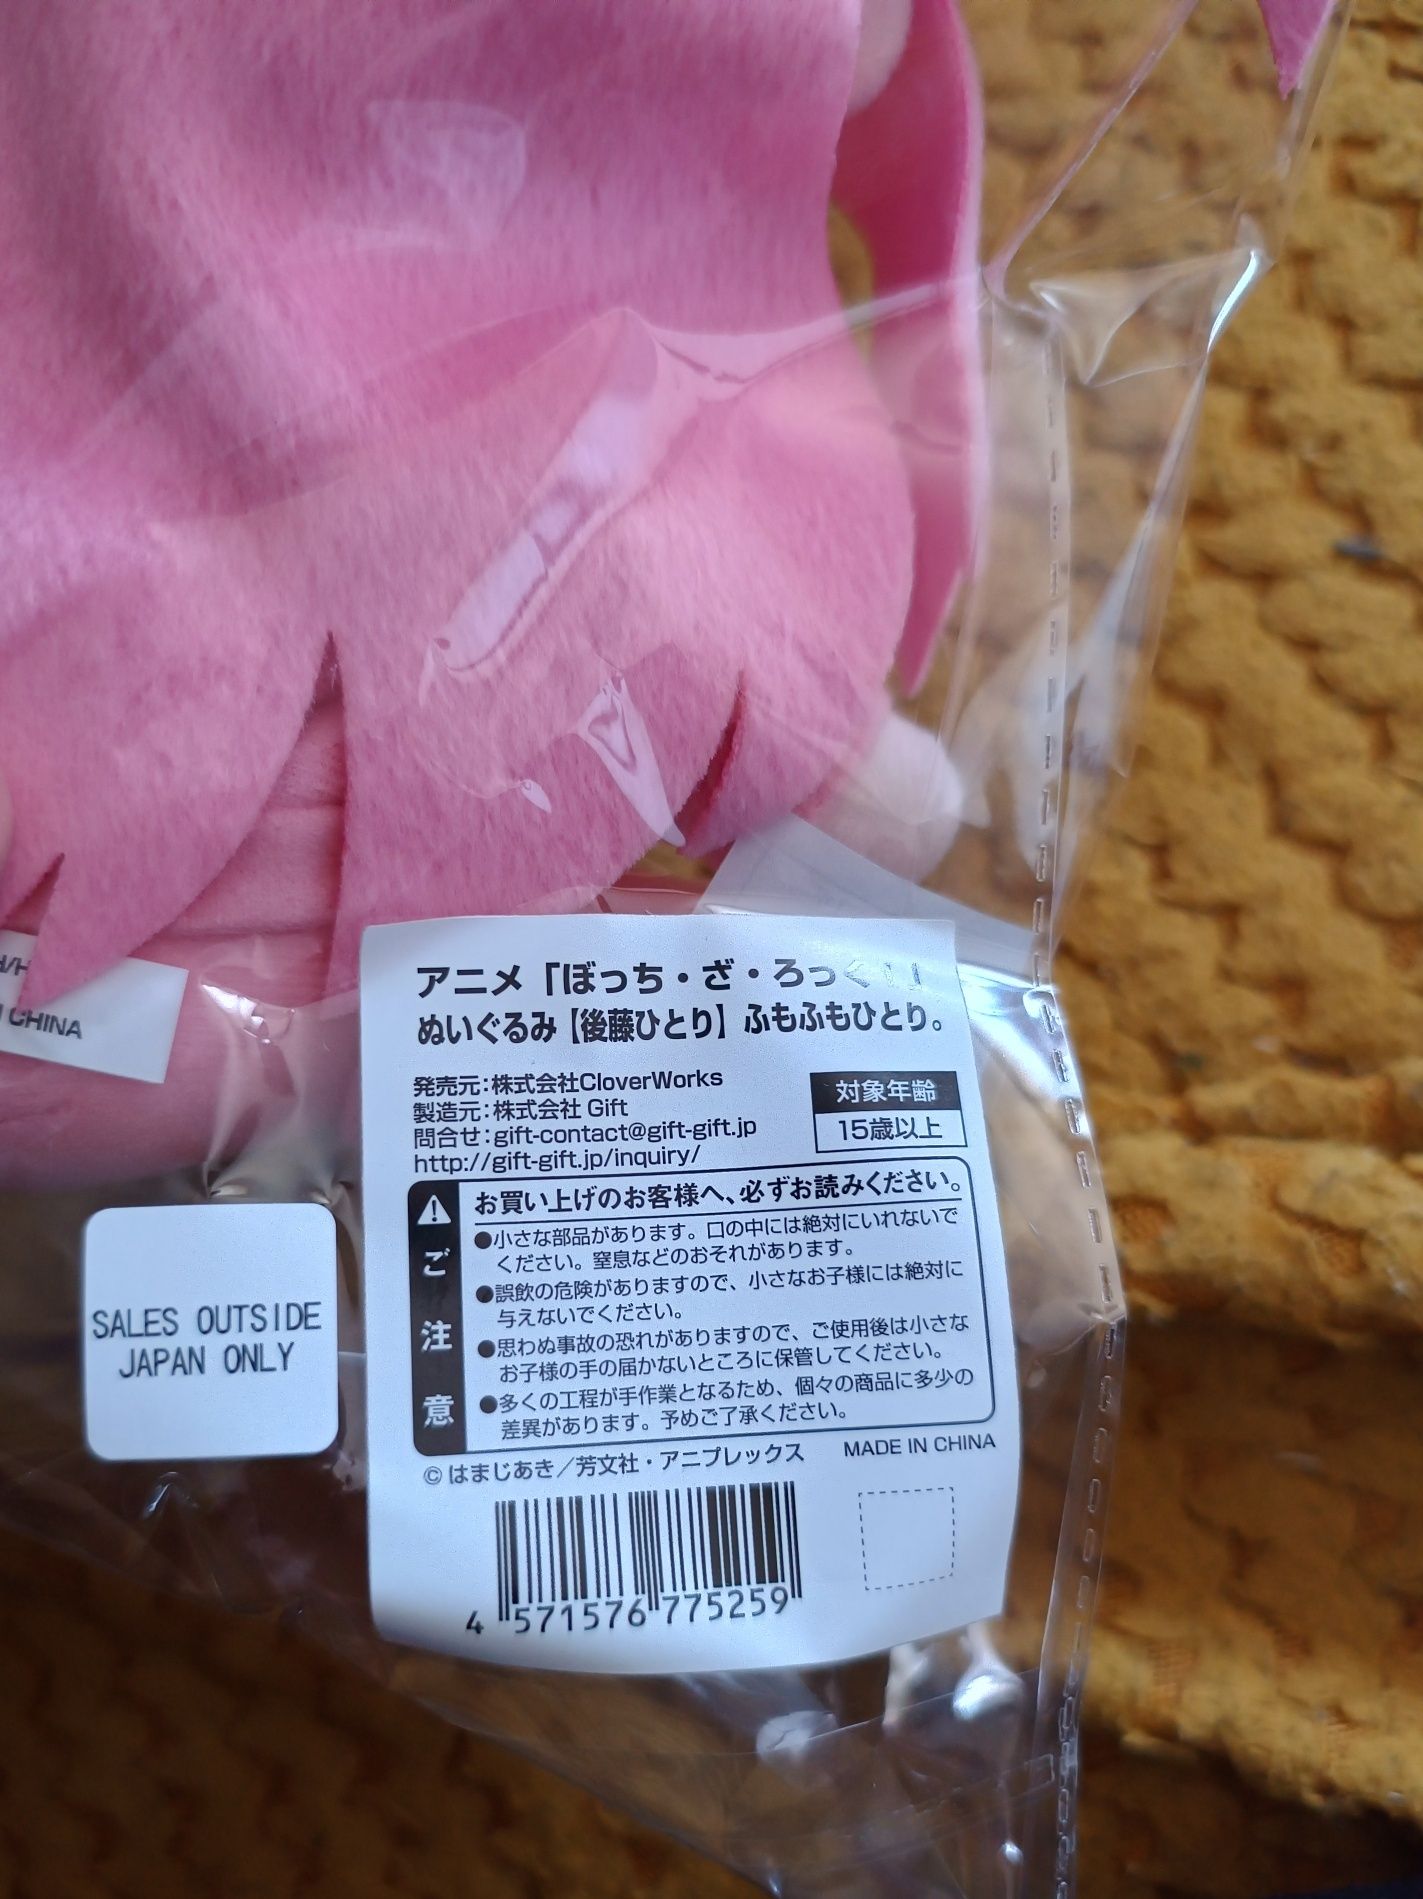 アニメ「ぼっち・ざ・ろっく!」
ぬいぐるみ【後藤ひとり】ふもふもひとり。
発売元:株式会社CloverWorks
製造元:株式会社 Gift
問合せ:gift-contact@gift-gift.jp
http://gift-gift.jp/inquiry/
対象年齢
15歳以上
ご注意
お買い上げのお客様へ、必ずお読みください。
●小さな部品があります。口の中には絶対にいれないで
ください。窒息などのおそれがあります。
●誤飲の危険がありますので、小さなお子様には絶対に
与えないでください。
●思わぬ事故の恐れがありますので、ご使用後は小さな
お子様の手の届かないところに保管してください。
●多くの工程が手作業となるため、個々の商品に多少の
差異があります。予めご了承ください。
©はまじあき/芳文社・アニプレックス
MADE IN CHINA
4 571576 775259
SALES OUTSIDE
JAPAN ONLY
CHINA